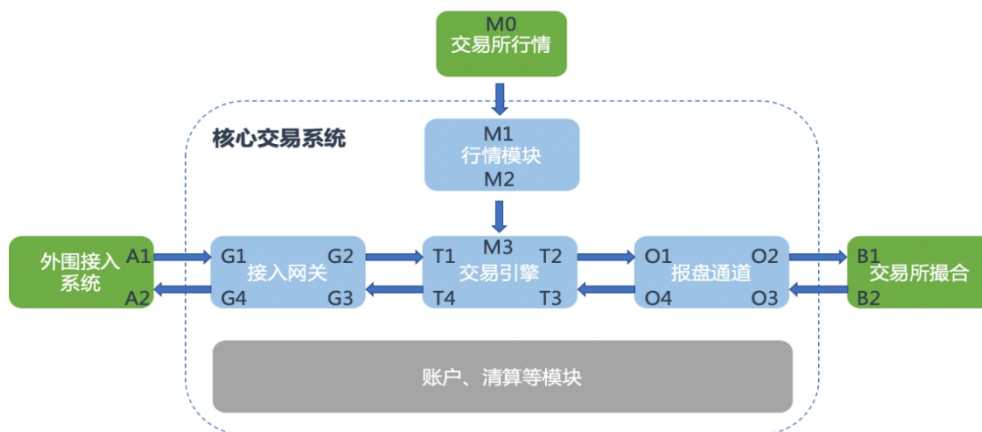 M0
交易所行情
核心交易系统
M1
行情模块
M2
A1
外围接入
系统
A2
G1
G2
接入网关
G4
G3
M3
T1
T2
交易引擎
T4
T3
O1
O2
报盘通道
O4
O3
B1
交易所撮合
B2
账户、清算等模块